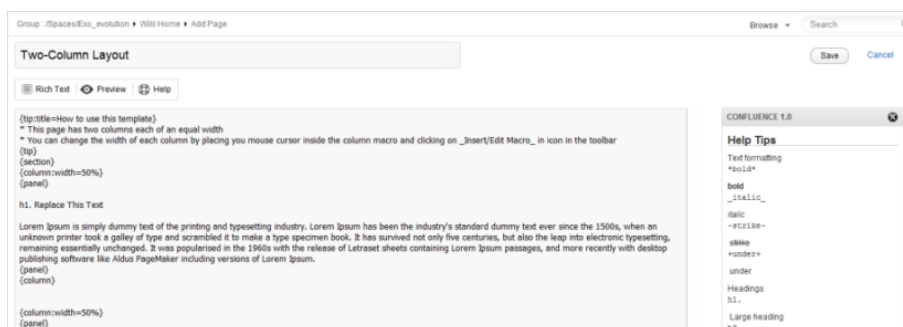 Group : /Spaces/Exo_evolution ▸ Wiki Home ▸ Add Page
Browse
Search
Two-Column Layout
Save
Cancel
Rich Text
Preview
Help
{tip:title=How to use this template}
* This page has two columns each of an equal width
* You can change the width of each column by placing you mouse cursor inside the column macro and clicking on _Insert/Edit Macro_ in icon in the toolbar
{tip}
{section}
{column:width=50%}
{panel}
h1. Replace This Text
Lorem Ipsum is simply dummy text of the printing and typesetting industry. Lorem Ipsum has been the industry's standard dummy text ever since the 1500s, when an
unknown printer took a galley of type and scrambled it to make a type specimen book. It has survived not only five centuries, but also the leap into electronic typesetting,
remaining essentially unchanged. It was popularised in the 1960s with the release of Letraset sheets containing Lorem Ipsum passages, and more recently with desktop
publishing software like Aldus PageMaker including versions of Lorem Ipsum.
{panel}
{column}
{column:width=50%}
{panel}
CONFLUENCE 1.0
Help Tips
Text formatting
*bold*
bold
_italic_
italic
-strike-
strike
+under+
under
Headings
h1.
Large heading